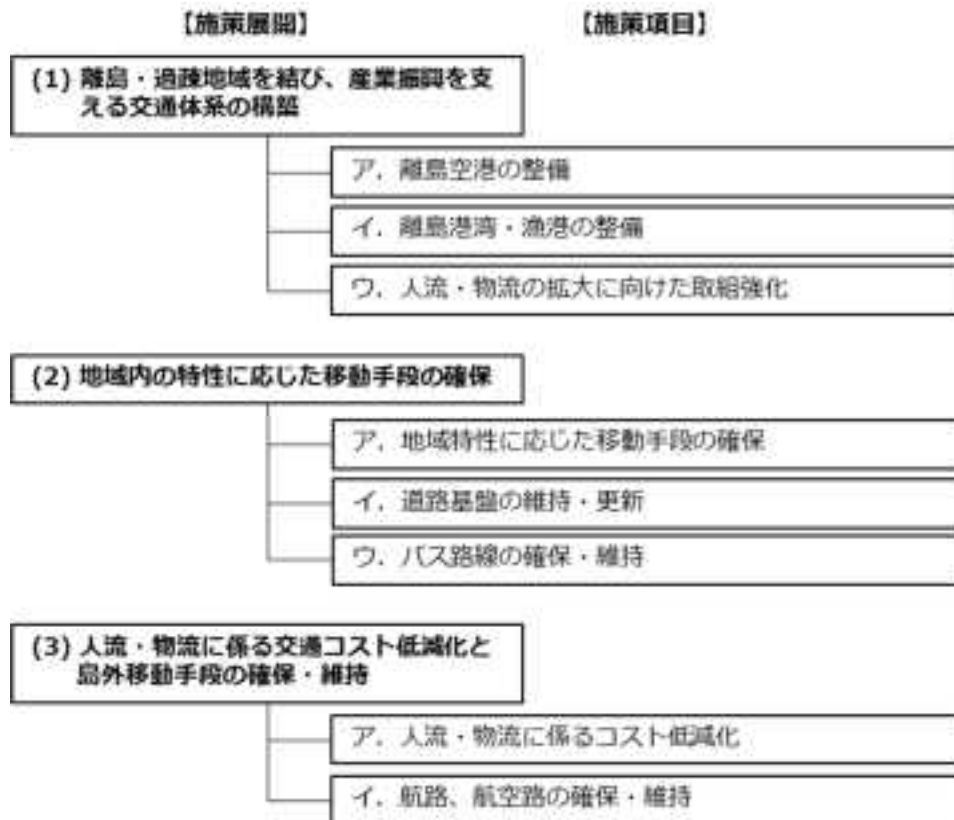 【施策展開】 【施策項目】
(1) 離島・過疎地域を結び、産業振興を支
える交通体系の構築
ア．離島空港の整備
イ．離島港湾・漁港の整備
ウ．人流・物流の拡大に向けた取組強化
(2) 地域内の特性に応じた移動手段の確保
ア．地域特性に応じた移動手段の確保
イ．道路基盤の維持・更新
ウ．バス路線の確保・維持
(3) 人流・物流に係る交通コスト低減化と
島外移動手段の確保・維持
ア．人流・物流に係るコスト低減化
イ．航路、航空路の確保・維持